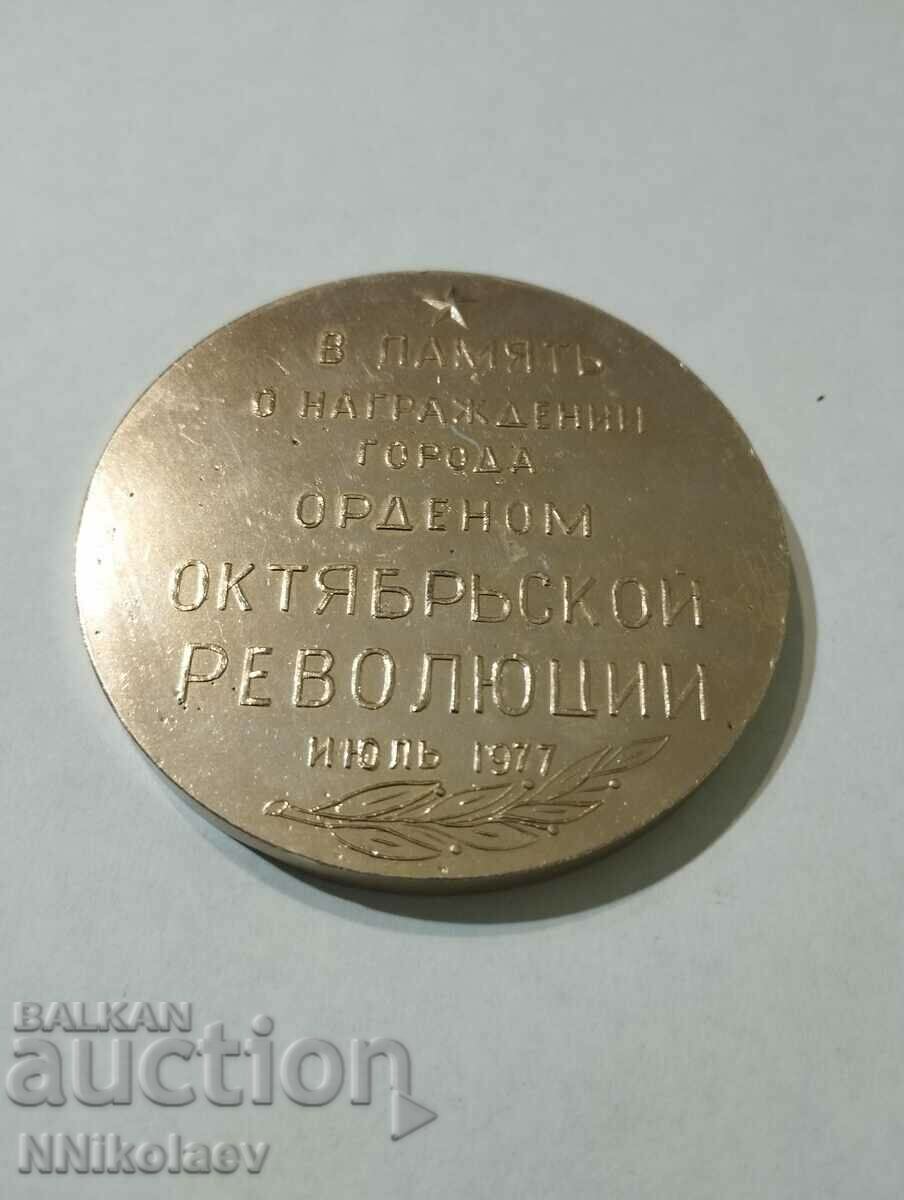 В ПАМЯТЬ
О НАГРАЖДЕНИИ
ГОРОДА
ОРДЕНОМ
ОКТЯБРЬСКОЙ
РЕВОЛЮЦИИ
ИЮЛЬ 1977
BALKAN
auction
NNikolaev